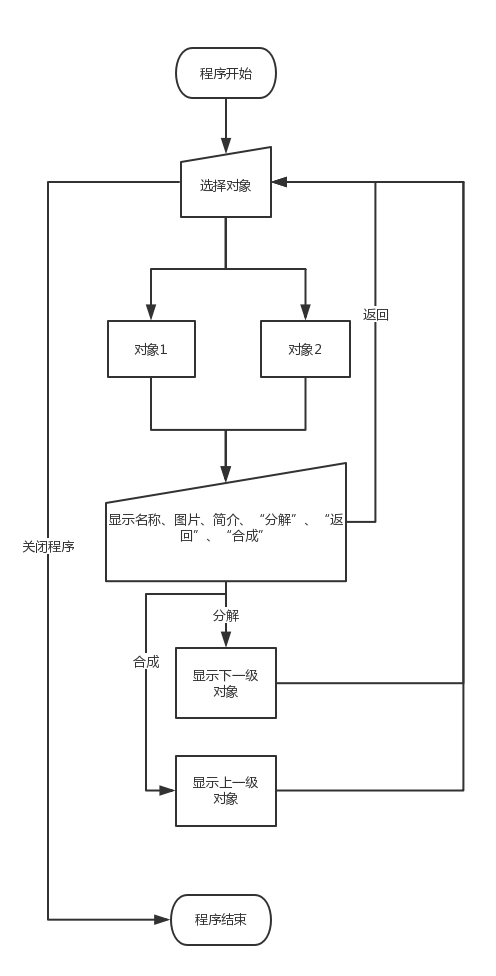 程序开始
选择对象
返回
对象1
对象2
显示名称、图片、简介、“分解”、“返
回”、“合成”
关闭程序
分解
合成
显示下一级
对象
显示上一级
对象
程序结束